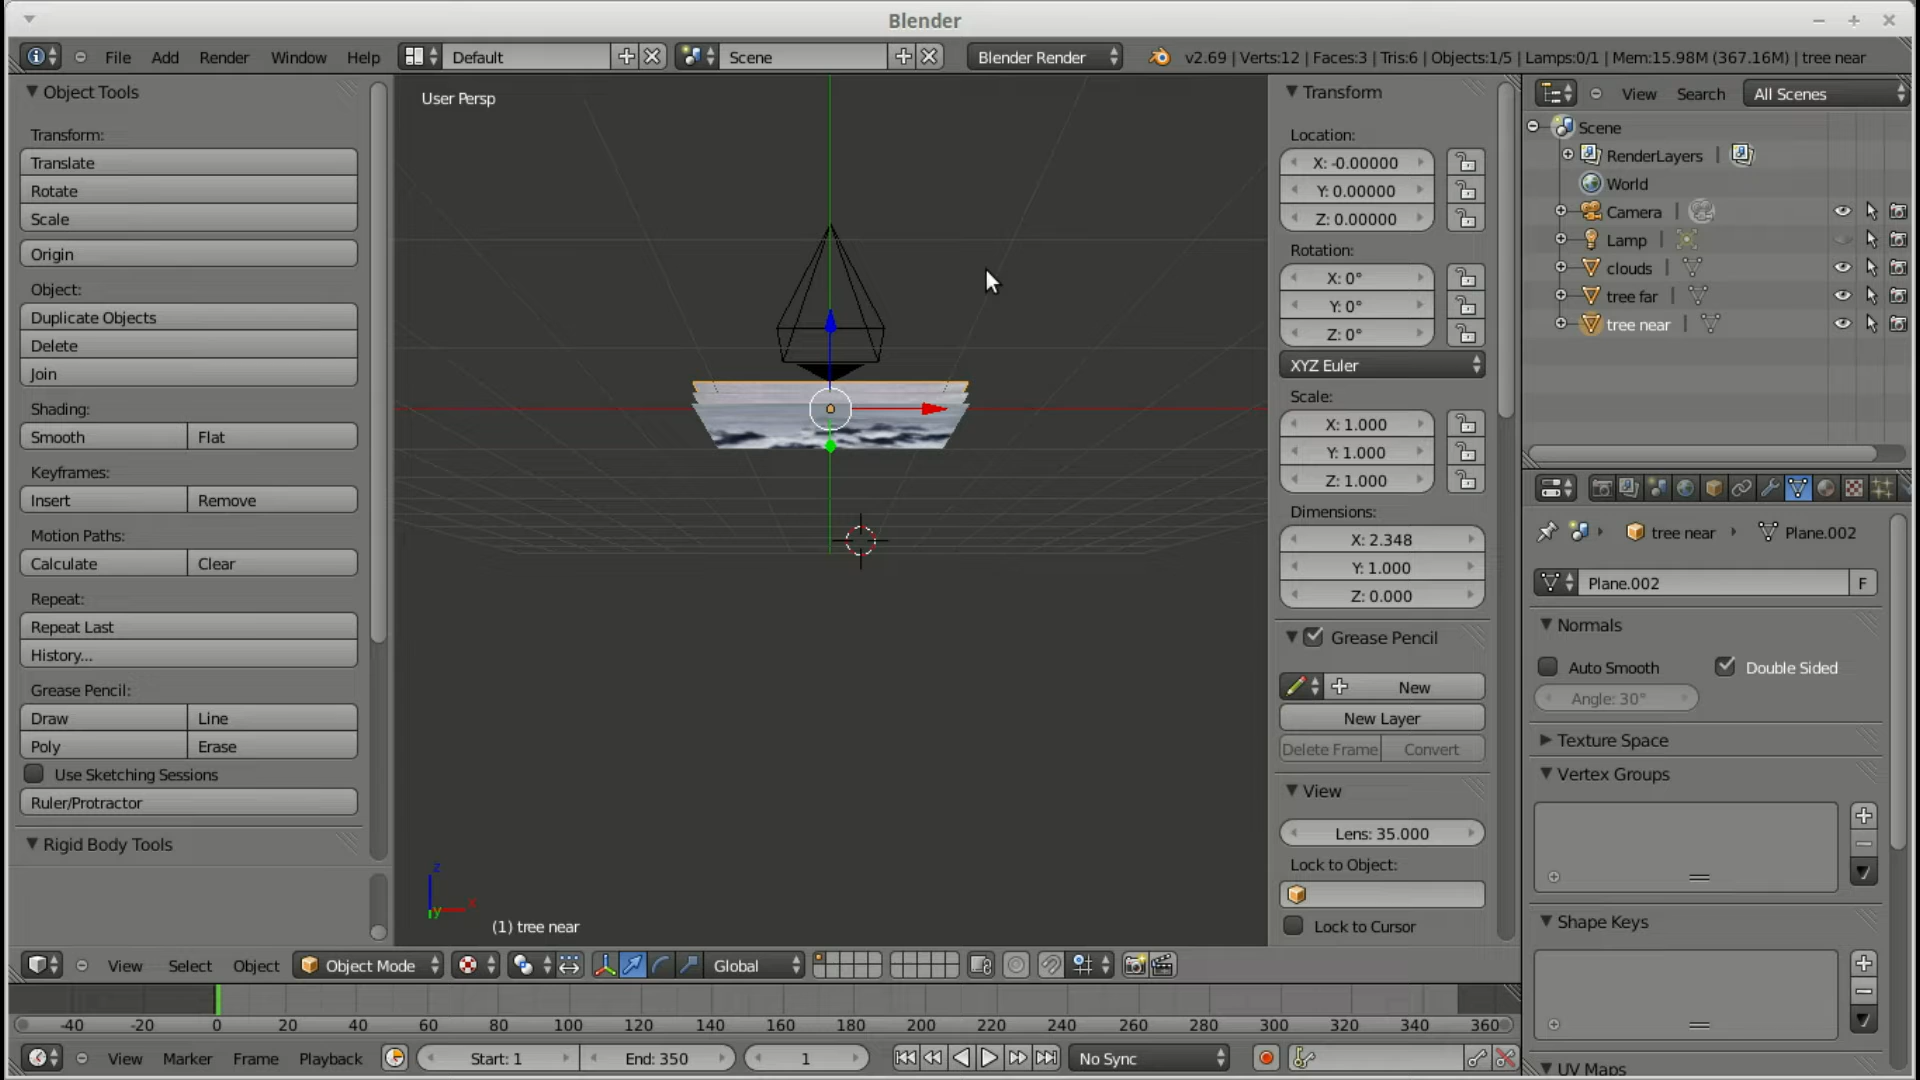 Blender
File Add Render Window Help Default Scene Blender Render v2.69 | Verts:12 | Faces:3 | Tris:6 | Objects:1/5 | Lamps:0/1 | Mem:15.98M (367.16M) | tree near
Object Tools
Transform:
Translate
Rotate
Scale
Origin
Object:
Duplicate Objects
Delete
Join
Shading:
Smooth Flat
Keyframes:
Insert Remove
Motion Paths:
Calculate Clear
Repeat:
Repeat Last
History...
Grease Pencil:
Draw Line
Poly Erase
Use Sketching Sessions
Ruler/Protractor
Rigid Body Tools
User Persp
z
y x
(1) tree near
Transform
Location:
X: -0.00000
Y: 0.00000
Z: 0.00000
Rotation:
X: 0°
Y: 0°
Z: 0°
XYZ Euler
Scale:
X: 1.000
Y: 1.000
Z: 1.000
Dimensions:
X: 2.348
Y: 1.000
Z: 0.000
Grease Pencil
New
New Layer
Delete Frame Convert
View
Lens: 35.000
Lock to Object:
Lock to Cursor
View Search All Scenes
Scene
RenderLayers |
World
Camera |
Lamp |
clouds |
tree far |
tree near |
tree near Plane.002
Plane.002 F
Normals
Auto Smooth Double Sided
Angle: 30°
Texture Space
Vertex Groups
Shape Keys
UV Maps
View Select Object Object Mode Global
-40 -20 0 20 40 60 80 100 120 140 160 180 200 220 240 260 280 300 320 340 360
View Marker Frame Playback Start: 1 End: 350 1 No Sync